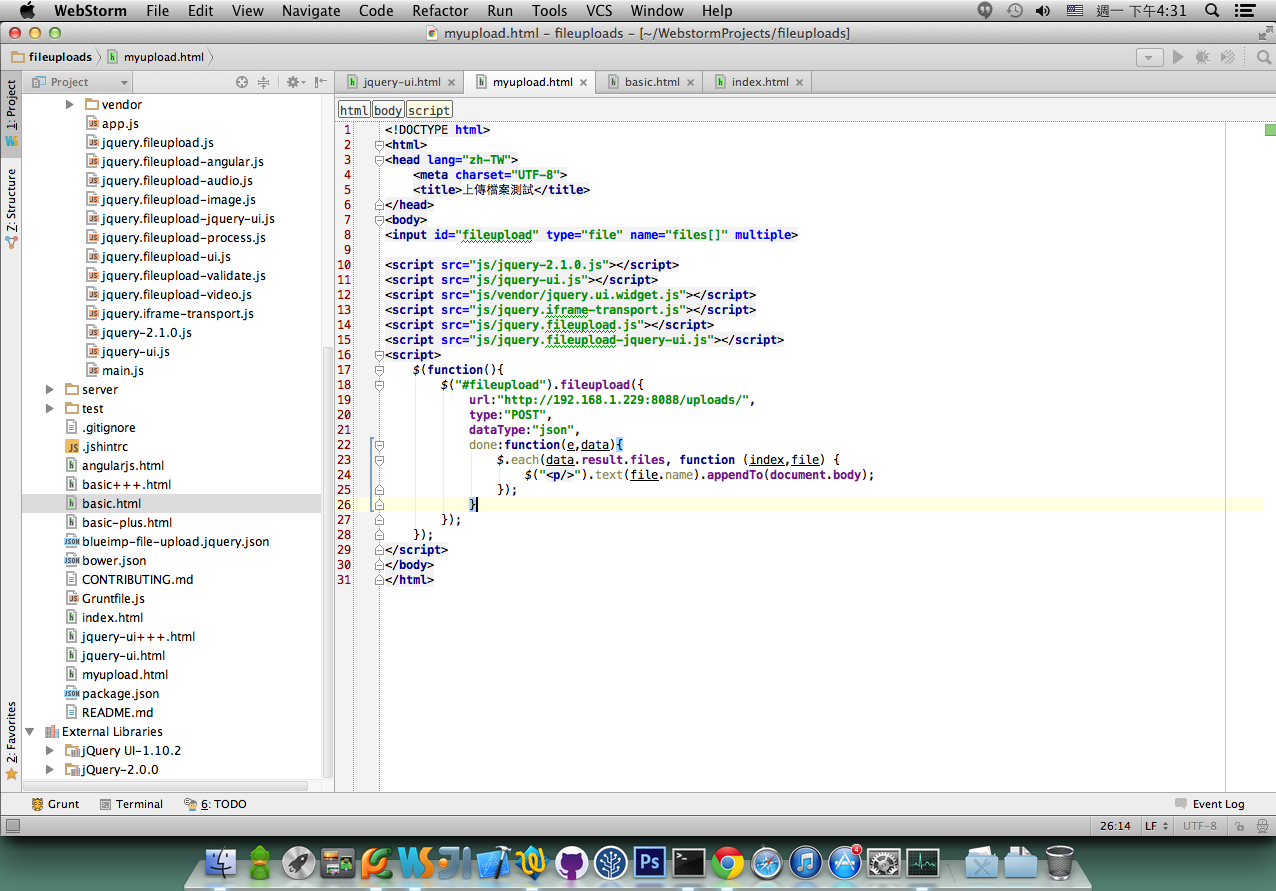 WebStorm File Edit View Navigate Code Refactor Run Tools VCS Window Help 週一 下午4:31
myupload.html – fileuploads – [~/WebstormProjects/fileuploads]
fileuploads myupload.html
Project
jquery-ui.html myupload.html basic.html index.html
1: Project
Z: Structure
2: Favorites
vendor
app.js
jquery.fileupload.js
jquery.fileupload-angular.js
jquery.fileupload-audio.js
jquery.fileupload-image.js
jquery.fileupload-jquery-ui.js
jquery.fileupload-process.js
jquery.fileupload-ui.js
jquery.fileupload-validate.js
jquery.fileupload-video.js
jquery.iframe-transport.js
jquery-2.1.0.js
jquery-ui.js
main.js
server
test
.gitignore
.jshintrc
angularjs.html
basic+++.html
basic.html
basic-plus.html
blueimp-file-upload.jquery.json
bower.json
CONTRIBUTING.md
Gruntfile.js
index.html
jquery-ui+++.html
jquery-ui.html
myupload.html
package.json
README.md
External Libraries
jQuery UI-1.10.2
jQuery-2.0.0
html body script
1 <!DOCTYPE html>
2 <html>
3 <head lang="zh-TW">
4 <meta charset="UTF-8">
5 <title>上傳檔案測試</title>
6 </head>
7 <body>
8 <input id="fileupload" type="file" name="files[]" multiple>
9
10 <script src="js/jquery-2.1.0.js"></script>
11 <script src="js/jquery-ui.js"></script>
12 <script src="js/vendor/jquery.ui.widget.js"></script>
13 <script src="js/jquery.iframe-transport.js"></script>
14 <script src="js/jquery.fileupload.js"></script>
15 <script src="js/jquery.fileupload-jquery-ui.js"></script>
16 <script>
17 $(function(){
18 $("#fileupload").fileupload({
19 url:"http://192.168.1.229:8088/uploads/",
20 type:"POST",
21 dataType:"json",
22 done:function(e,data){
23 $.each(data.result.files, function (index,file) {
24 $("<p/>").text(file.name).appendTo(document.body);
25 });
26 }
27 });
28 });
29 </script>
30 </body>
31 </html>
Grunt Terminal 6: TODO Event Log
26:14 LF UTF-8
Ps
4